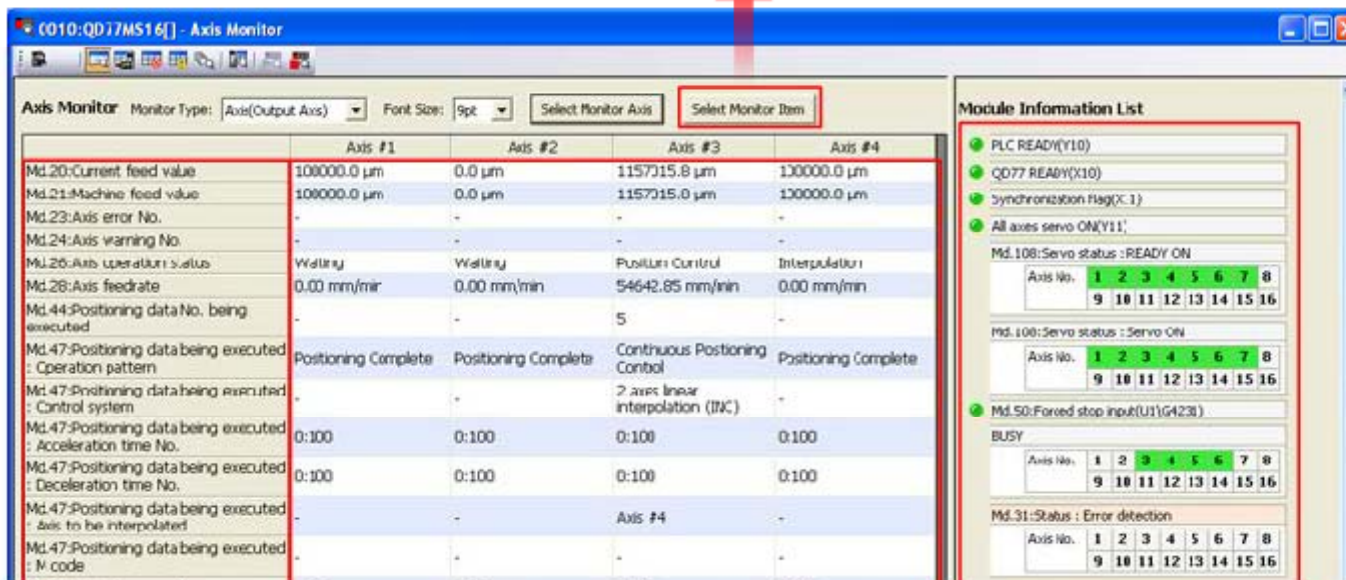 0010:QD77MS16[] - Axis Monitor
Axis Monitor Monitor Type: Axis(Output Axis) Font Size: 9pt Select Monitor Axis Select Monitor Item
Axis #1 Axis #2 Axis #3 Axis #4
Md.20:Current feed value 100000.0 µm 0.0 µm 1157015.8 µm 100000.0 µm
Md.21:Machine feed value 100000.0 µm 0.0 µm 1157015.0 µm 100000.0 µm
Md.23:Axis error No. - - - -
Md.24:Axis warning No. - - - -
Md.26:Axis operation status Waiting Waiting Position Control Interpolation
Md.28:Axis feedrate 0.00 mm/min 0.00 mm/min 54642.85 mm/min 0.00 mm/min
Md.44:Positioning data No. being
executed - - 5 -
Md.47:Positioning data being executed
: Operation pattern Positioning Complete Positioning Complete Continuous Positioning
Control Positioning Complete
Md.47:Positioning data being executed
: Control system - - 2 axes linear
interpolation (INC) -
Md.47:Positioning data being executed
: Acceleration time No. 0:100 0:100 0:100 0:100
Md.47:Positioning data being executed
: Deceleration time No. 0:100 0:100 0:100 0:100
Md.47:Positioning data being executed
: Axis to be interpolated - - Axis #4 -
Md.47:Positioning data being executed
: M code - - - -
Module Information List
PLC READY(Y10)
QD77 READY(X10)
Synchronization flag(X11)
All axes servo ON(Y11)
Md.108:Servo status :READY ON
Axis No. 1 2 3 4 5 6 7 8
9 10 11 12 13 14 15 16
Md.108:Servo status : Servo ON
Axis No. 1 2 3 4 5 6 7 8
9 10 11 12 13 14 15 16
Md.50:Forced stop input(U1\G4231)
BUSY
Axis No. 1 2 3 4 5 6 7 8
9 10 11 12 13 14 15 16
Md.31:Status : Error detection
Axis No. 1 2 3 4 5 6 7 8
9 10 11 12 13 14 15 16